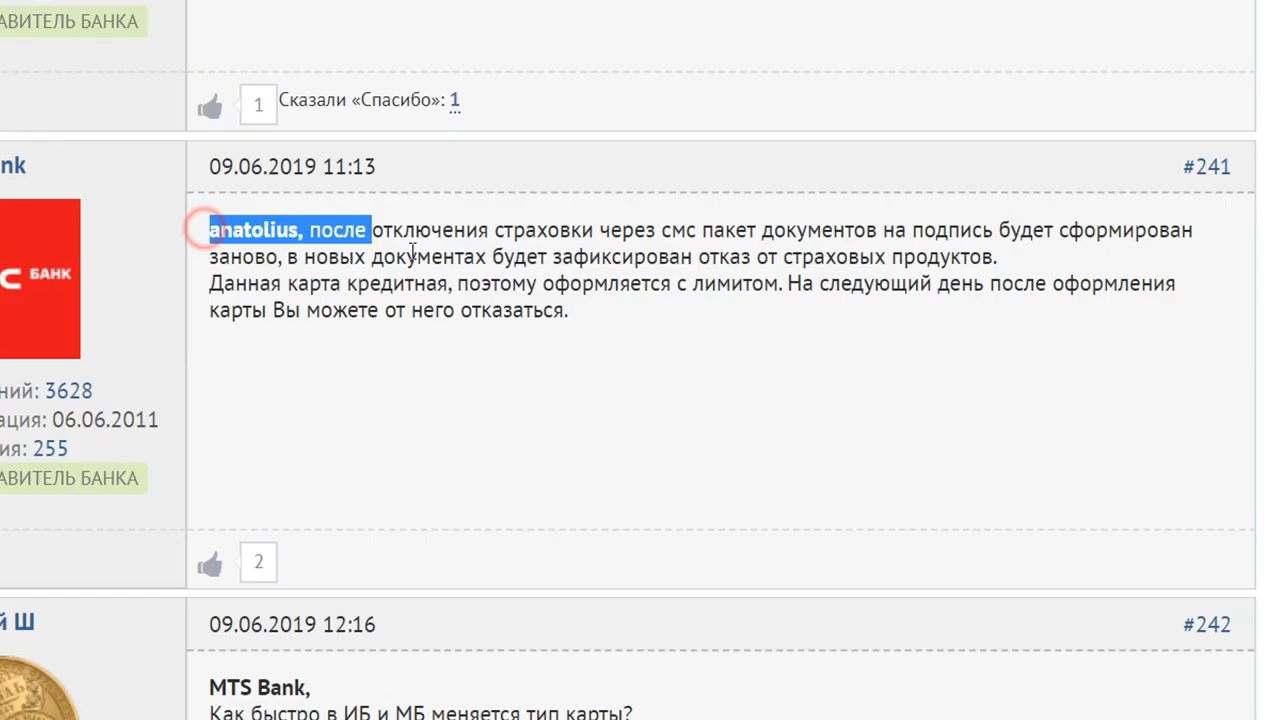 АВИТЕЛЬ БАНКА
1 Сказали «Спасибо»: 1
nk
09.06.2019 11:13 #241
С БАНК
anatolius, после отключения страховки через смс пакет документов на подпись будет сформирован
заново, в новых документах будет зафиксирован отказ от страховых продуктов.
Данная карта кредитная, поэтому оформляется с лимитом. На следующий день после оформления
карты Вы можете от него отказаться.
ний: 3628
ация: 06.06.2011
ия: 255
АВИТЕЛЬ БАНКА
2
й Ш
09.06.2019 12:16 #242
MTS Bank,
Как быстро в ИБ и МБ меняется тип карты?